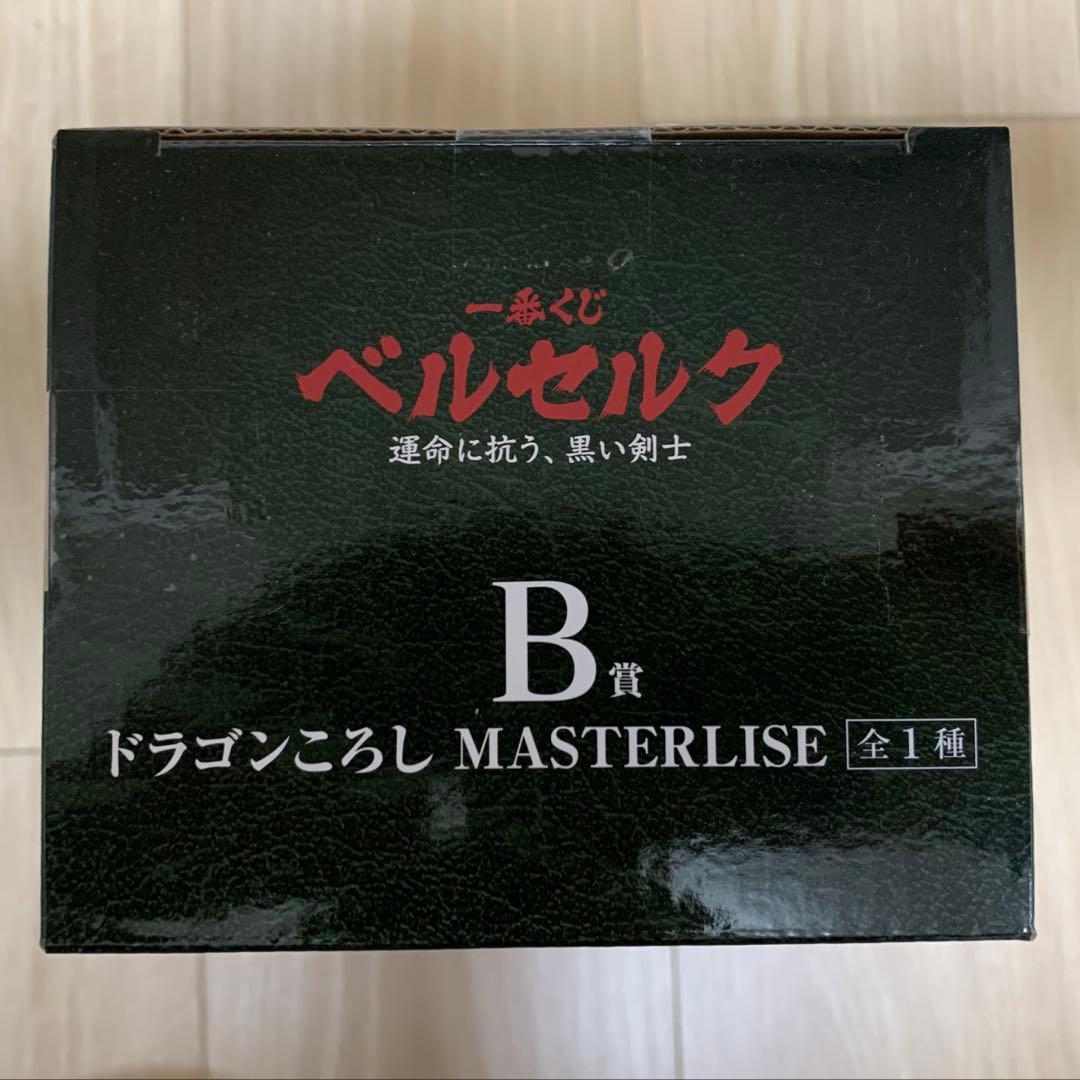 一番くじ
ベルセルク
運命に抗う、黒い剣士
B賞
ドラゴンころし MASTERLISE 全1種